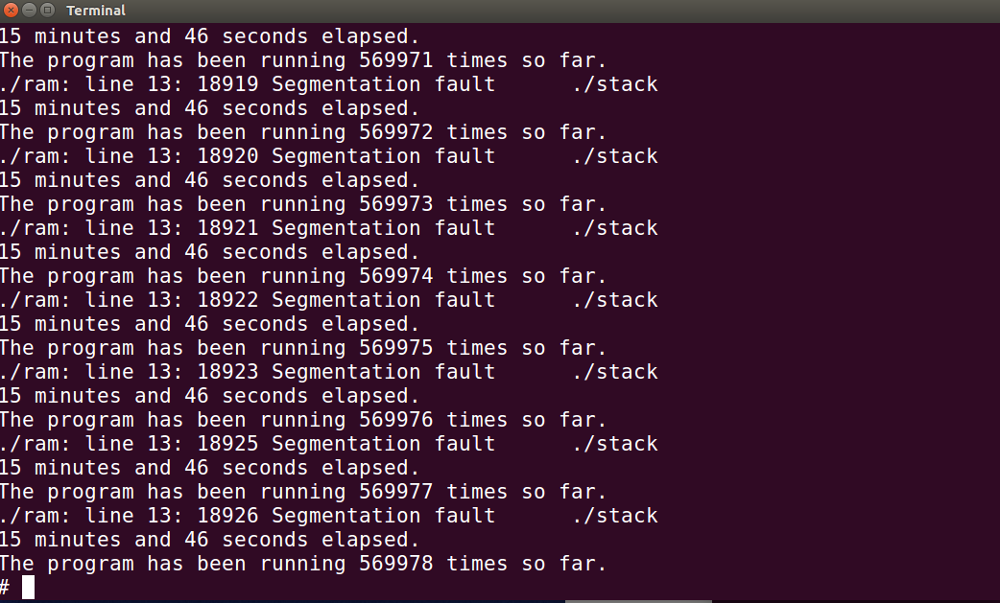 Terminal
15 minutes and 46 seconds elapsed.
The program has been running 569971 times so far.
./ram: line 13: 18919 Segmentation fault      ./stack
15 minutes and 46 seconds elapsed.
The program has been running 569972 times so far.
./ram: line 13: 18920 Segmentation fault      ./stack
15 minutes and 46 seconds elapsed.
The program has been running 569973 times so far.
./ram: line 13: 18921 Segmentation fault      ./stack
15 minutes and 46 seconds elapsed.
The program has been running 569974 times so far.
./ram: line 13: 18922 Segmentation fault      ./stack
15 minutes and 46 seconds elapsed.
The program has been running 569975 times so far.
./ram: line 13: 18923 Segmentation fault      ./stack
15 minutes and 46 seconds elapsed.
The program has been running 569976 times so far.
./ram: line 13: 18925 Segmentation fault      ./stack
15 minutes and 46 seconds elapsed.
The program has been running 569977 times so far.
./ram: line 13: 18926 Segmentation fault      ./stack
15 minutes and 46 seconds elapsed.
The program has been running 569978 times so far.
#